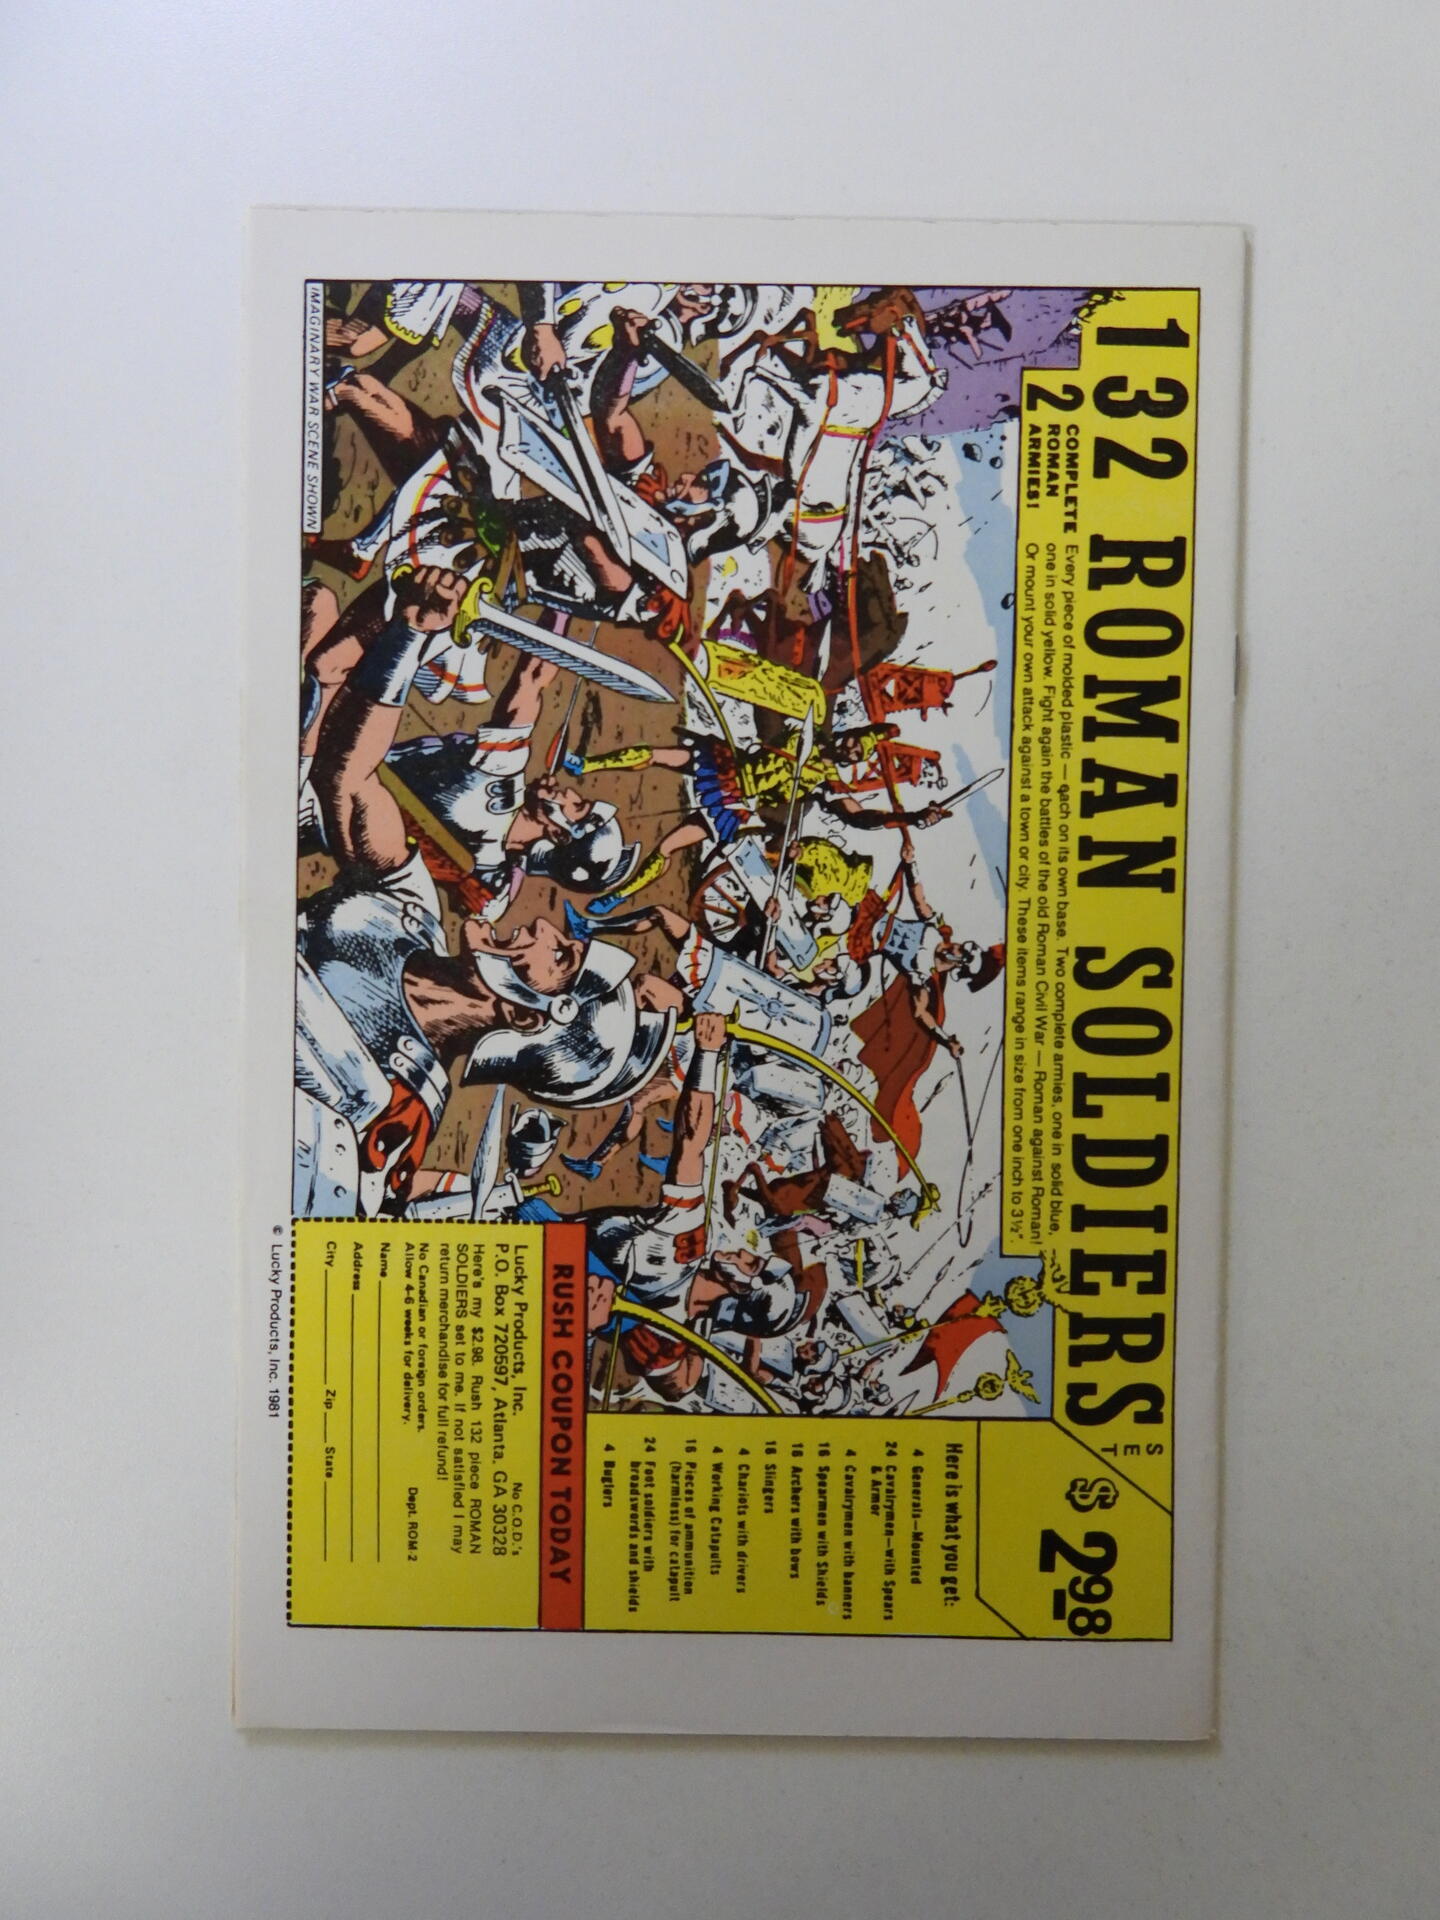 132 ROMAN SOLDIERS
SET
$2.98
2 COMPLETE
ROMAN
2 ARMIES!
Every piece of molded plastic — each on its own base. Two complete armies, one in solid blue,
one in solid yellow. Fight again the battles of the old Roman Civil War — Roman against Roman!
Or mount your own attack against a town or city. These items range in size from one inch to 3½".
Here is what you get:
4 Generals—Mounted
24 Cavalrymen—with Spears
& Armor
4 Cavalrymen with banners
16 Spearmen with Shields
16 Archers with bows
16 Slingers
4 Chariots with drivers
4 Working Catapults
16 Pieces of ammunition
(harmless) for catapult
24 Foot soldiers with
broadswords and shields
4 Buglers
RUSH COUPON TODAY
Lucky Products, Inc. No C.O.D.'s
P.O. Box 720597, Atlanta, GA 30328
Here's my $2.98. Rush 132 piece ROMAN
SOLDIERS set to me. If not satisfied I may
return merchandise for full refund!
No Canadian or foreign orders.
Allow 4-6 weeks for delivery. Dept. ROM-2
Name
Address
City Zip State
IMAGINARY WAR SCENE SHOWN
© Lucky Products, Inc. 1981